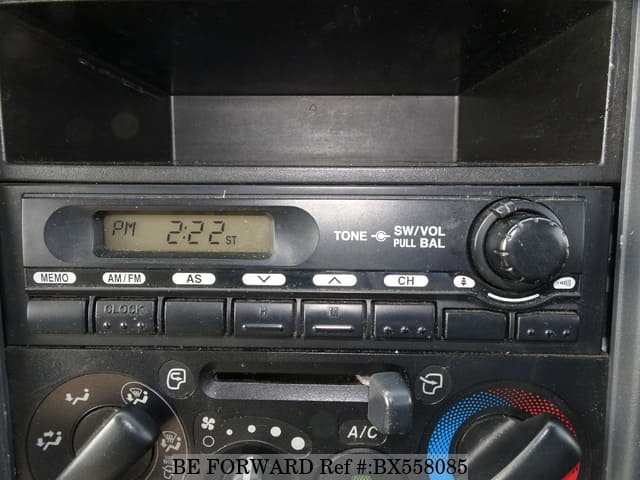 PM 2:22 ST
TONE SW/VOL
PULL BAL
MEMO AM/FM AS CH
CLOCK H M
A/C
BE FORWARD Ref #:BX558085